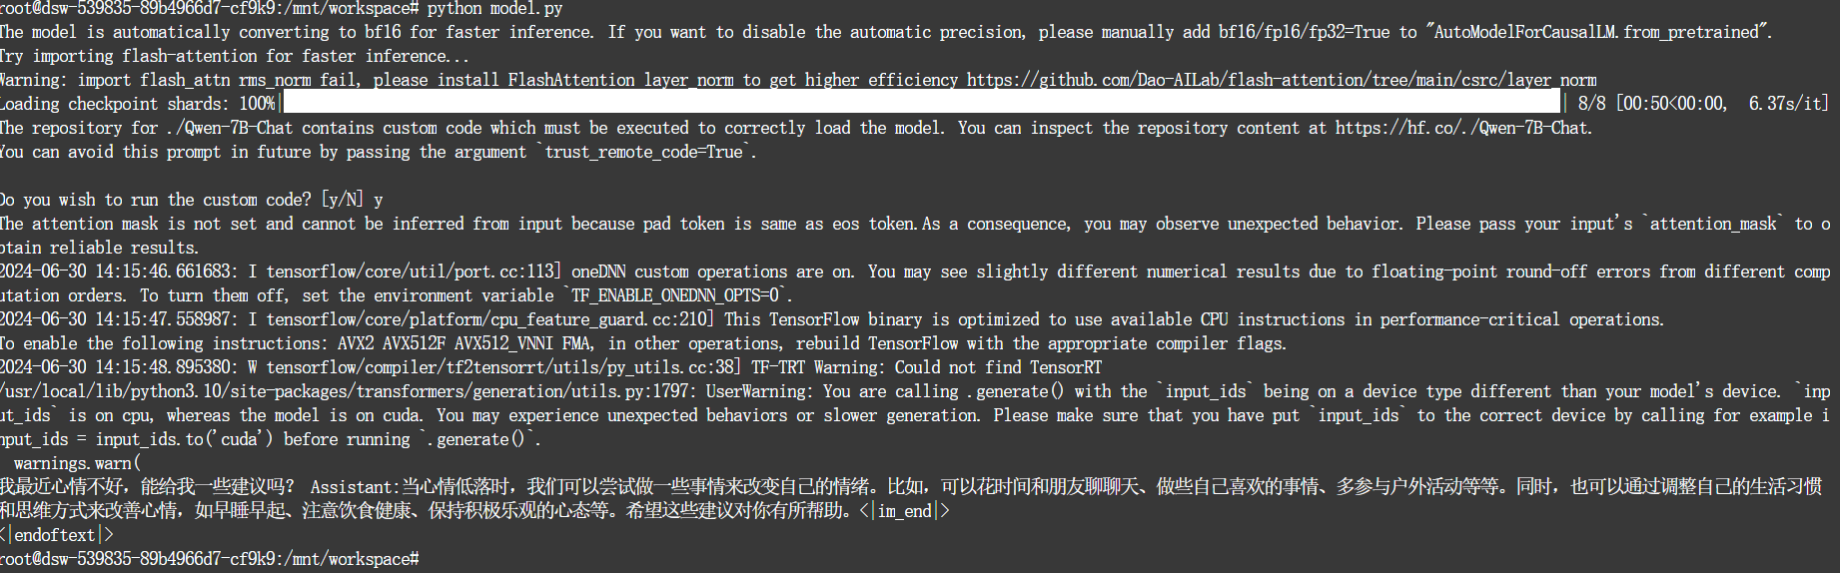 root@dsw-539835-89b4966d7-cf9k9:/mnt/workspace# python model.py
The model is automatically converting to bf16 for faster inference. If you want to disable the automatic precision, please manually add bf16/fp16/fp32=True to "AutoModelForCausalLM.from_pretrained".
Try importing flash-attention for faster inference...
Warning: import flash_attn rms_norm fail, please install FlashAttention layer_norm to get higher efficiency https://github.com/Dao-AILab/flash-attention/tree/main/csrc/layer_norm
Loading checkpoint shards: 100%| | 8/8 [00:50<00:00,  6.37s/it]
The repository for ./Qwen-7B-Chat contains custom code which must be executed to correctly load the model. You can inspect the repository content at https://hf.co/./Qwen-7B-Chat.
You can avoid this prompt in future by passing the argument `trust_remote_code=True`.
Do you wish to run the custom code? [y/N] y
The attention mask is not set and cannot be inferred from input because pad token is same as eos token.As a consequence, you may observe unexpected behavior. Please pass your input's `attention_mask` to o
btain reliable results.
2024-06-30 14:15:46.661683: I tensorflow/core/util/port.cc:113] oneDNN custom operations are on. You may see slightly different numerical results due to floating-point round-off errors from different comp
utation orders. To turn them off, set the environment variable `TF_ENABLE_ONEDNN_OPTS=0`.
2024-06-30 14:15:47.558987: I tensorflow/core/platform/cpu_feature_guard.cc:210] This TensorFlow binary is optimized to use available CPU instructions in performance-critical operations.
To enable the following instructions: AVX2 AVX512F AVX512_VNNI FMA, in other operations, rebuild TensorFlow with the appropriate compiler flags.
2024-06-30 14:15:48.895380: W tensorflow/compiler/tf2tensorrt/utils/py_utils.cc:38] TF-TRT Warning: Could not find TensorRT
/usr/local/lib/python3.10/site-packages/transformers/generation/utils.py:1797: UserWarning: You are calling .generate() with the `input_ids` being on a device type different than your model's device. `inp
ut_ids` is on cpu, whereas the model is on cuda. You may experience unexpected behaviors or slower generation. Please make sure that you have put `input_ids` to the correct device by calling for example i
nput_ids = input_ids.to('cuda') before running `.generate()`.
warnings.warn(
我最近心情不好，能给我一些建议吗？ Assistant:当心情低落时，我们可以尝试做一些事情来改变自己的情绪。比如，可以花时间和朋友聊聊天、做些自己喜欢的事情、多参与户外活动等等。同时，也可以通过调整自己的生活习惯
和思维方式来改善心情，如早睡早起、注意饮食健康、保持积极乐观的心态等。希望这些建议对你有所帮助。<|im_end|>
<|endoftext|>
root@dsw-539835-89b4966d7-cf9k9:/mnt/workspace#